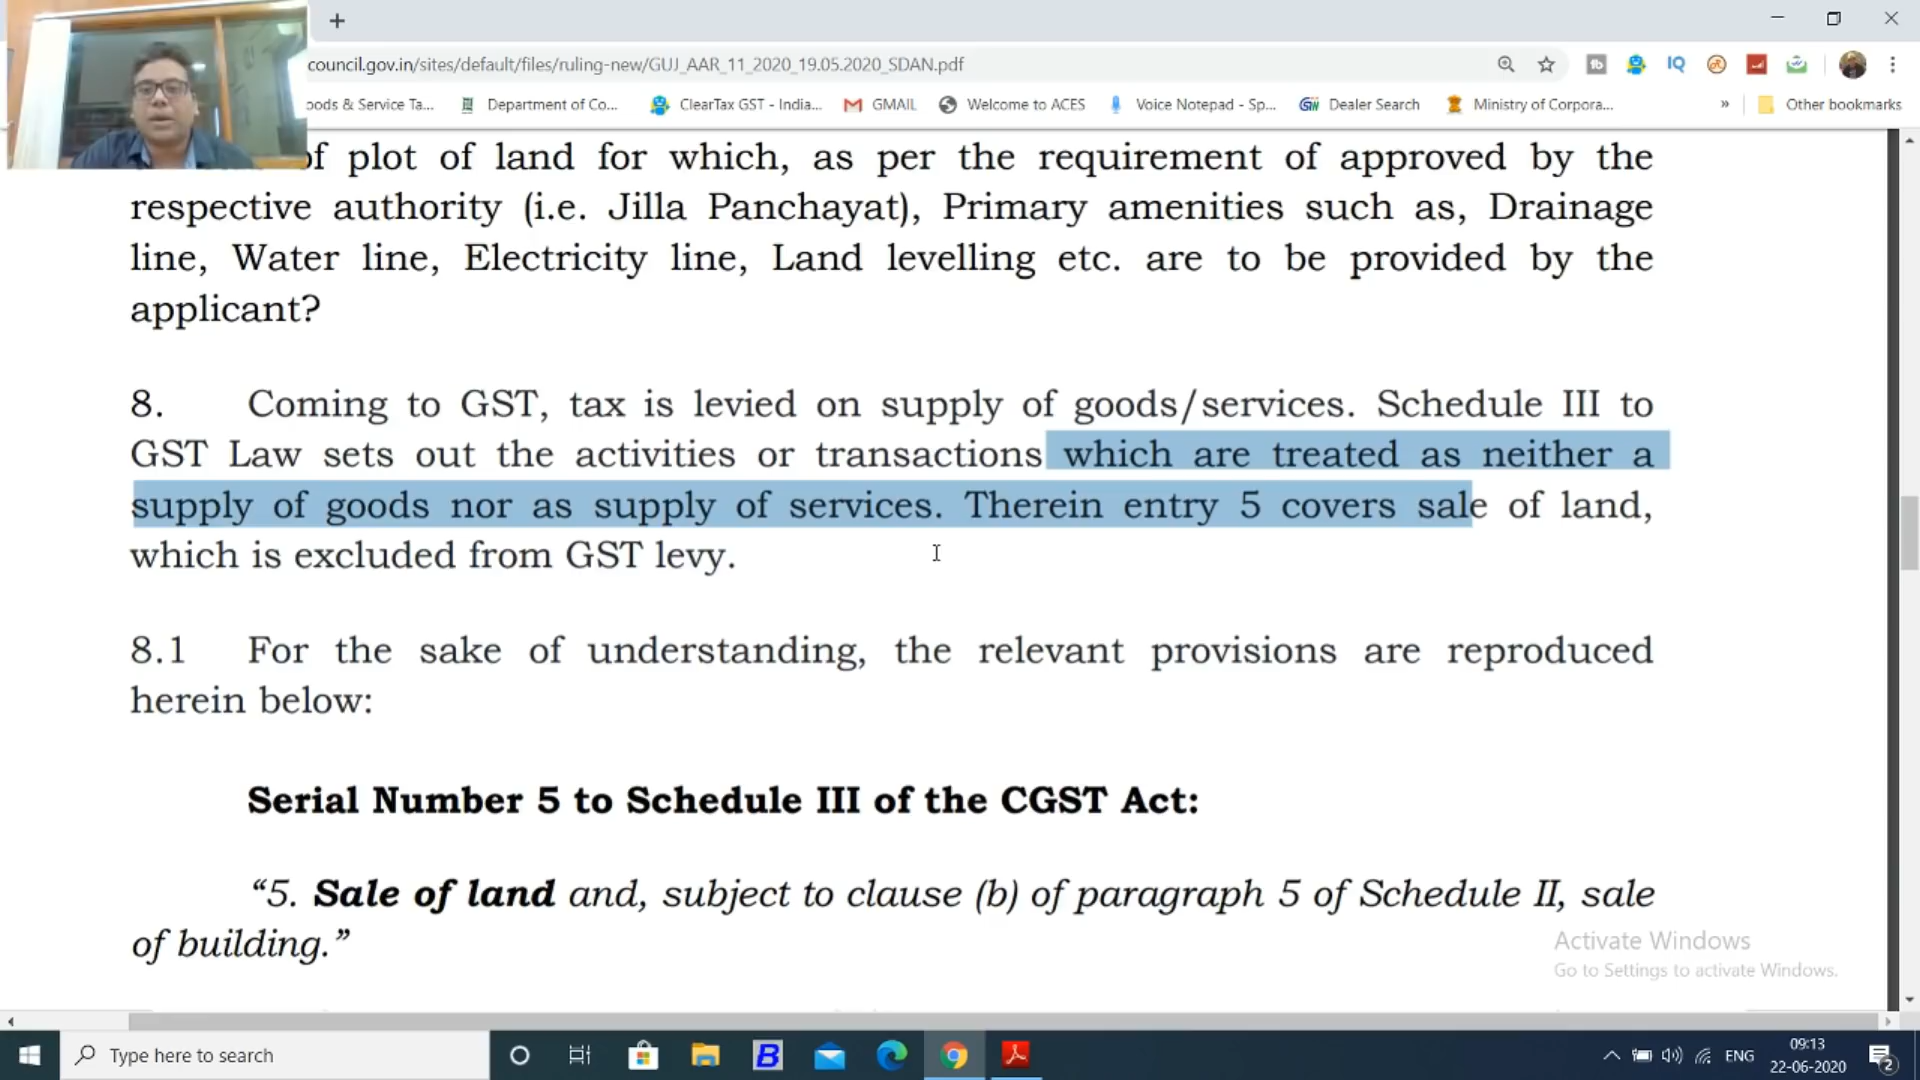 council.gov.in/sites/default/files/ruling-new/GUJ_AAR_11_2020_19.05.2020_SDAN.pdf
oods & Service Ta...
Department of Co...
ClearTax GST - India...
GMAIL
Welcome to ACES
Voice Notepad - Sp...
Dealer Search
Ministry of Corpora...
»
Other bookmarks
of plot of land for which, as per the requirement of approved by the
respective authority (i.e. Jilla Panchayat), Primary amenities such as, Drainage
line, Water line, Electricity line, Land levelling etc. are to be provided by the
applicant?
8. Coming to GST, tax is levied on supply of goods/services. Schedule III to
GST Law sets out the activities or transactions which are treated as neither a
supply of goods nor as supply of services. Therein entry 5 covers sale of land,
which is excluded from GST levy.
8.1 For the sake of understanding, the relevant provisions are reproduced
herein below:
Serial Number 5 to Schedule III of the CGST Act:
“5. Sale of land and, subject to clause (b) of paragraph 5 of Schedule II, sale
of building.”
Activate Windows
Go to Settings to activate Windows.
Type here to search
ENG
09:13
22-06-2020
2